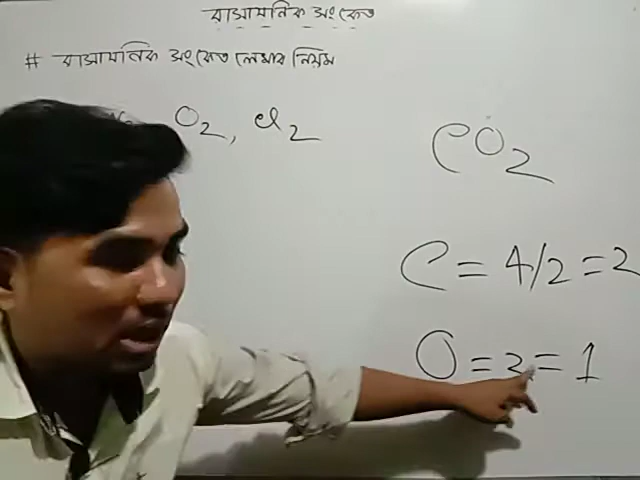 রাসায়নিক সংকেত
# রাসায়নিক সংকেত লেখার নিয়ম
O₂, Cl₂
CO₂
C = 4/2 = 2
O = 2 = 1